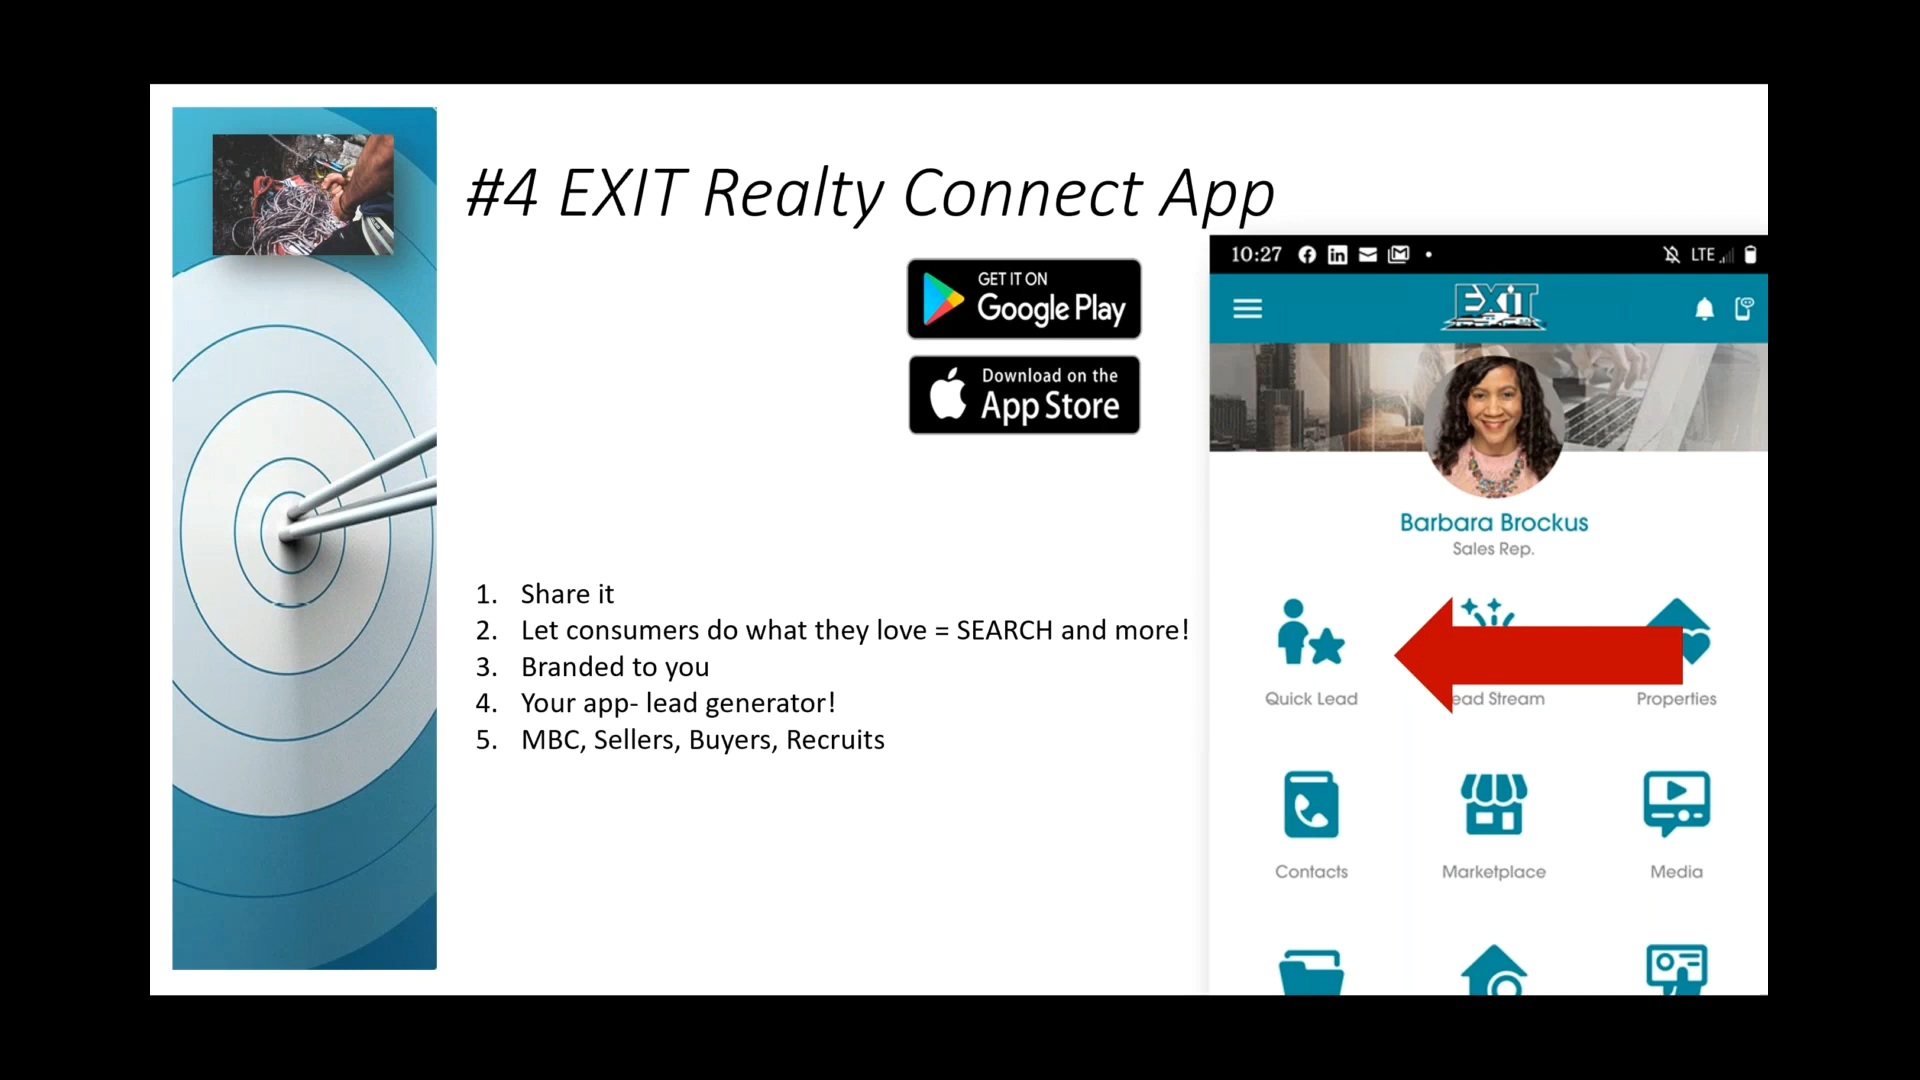 #4 EXIT Realty Connect App
GET IT ON
Google Play
Download on the
App Store
1. Share it
2. Let consumers do what they love = SEARCH and more!
3. Branded to you
4. Your app- lead generator!
5. MBC, Sellers, Buyers, Recruits
10:27 LTE
EXIT
Barbara Brockus
Sales Rep.
Quick Lead ead Stream Properties
Contacts Marketplace Media